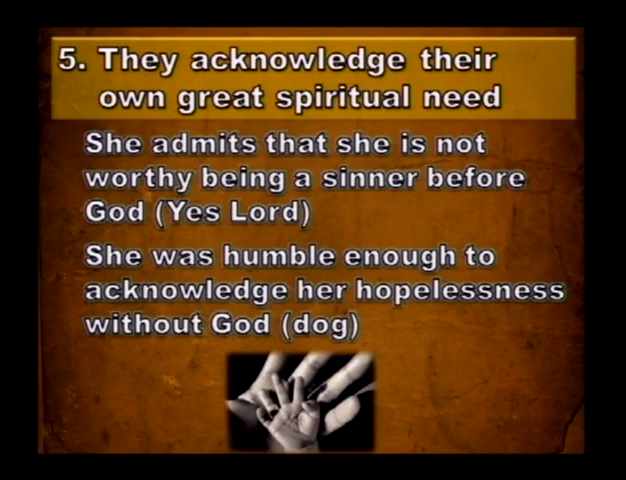 5. They acknowledge their
own great spiritual need
She admits that she is not
worthy being a sinner before
God (Yes Lord)
She was humble enough to
acknowledge her hopelessness
without God (dog)